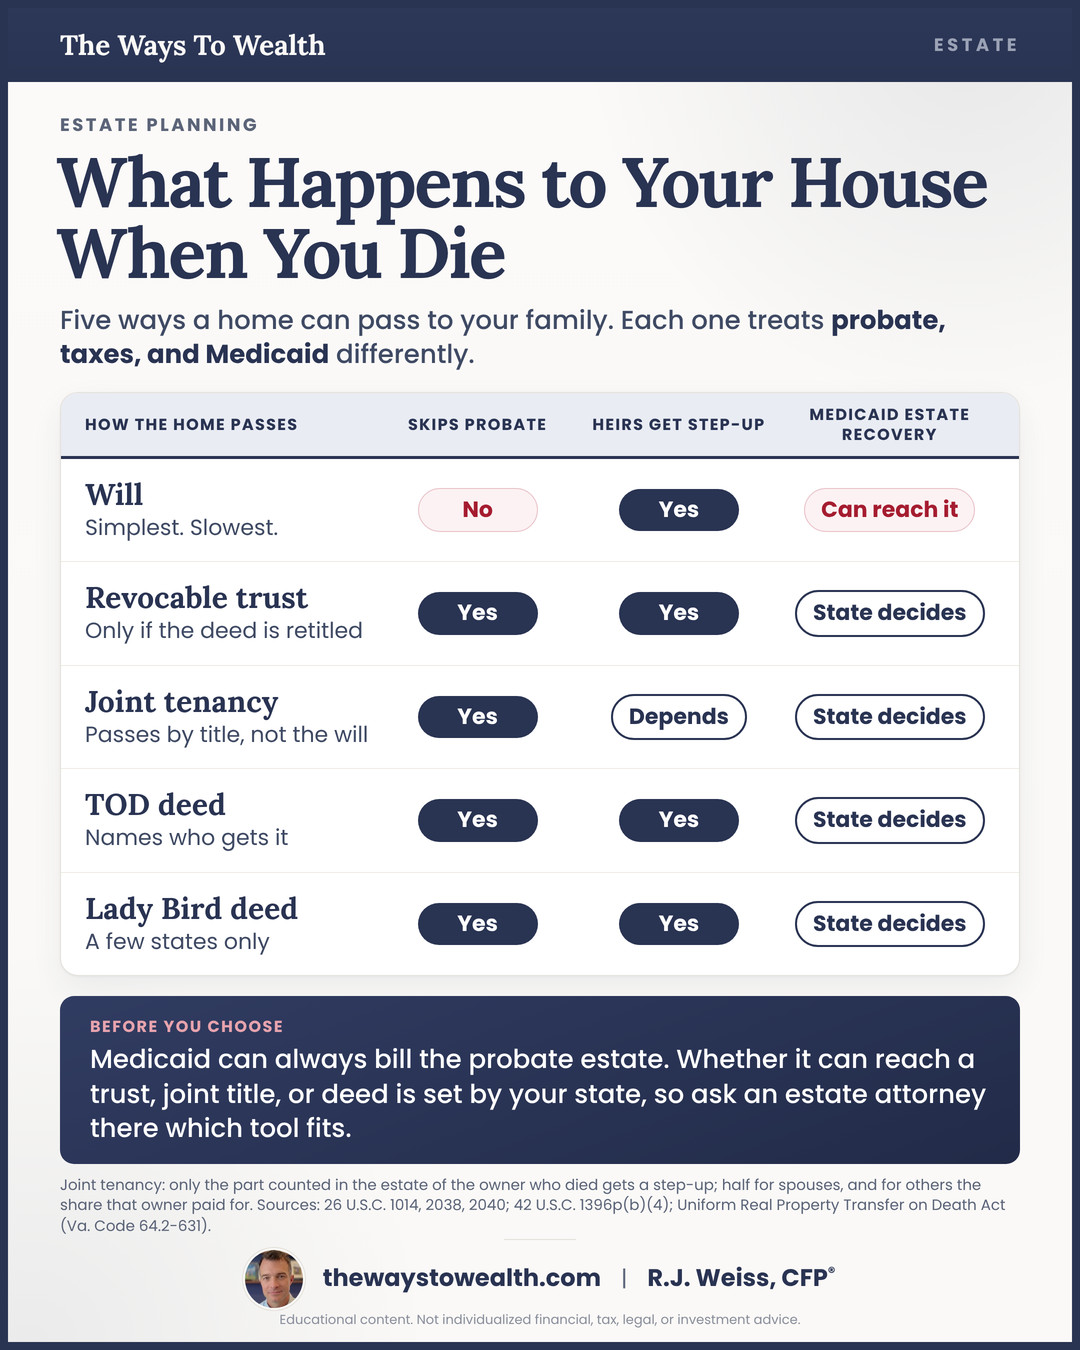 The Ways To Wealth
ESTATE
ESTATE PLANNING
What Happens to Your House
When You Die
Five ways a home can pass to your family. Each one treats probate,
taxes, and Medicaid differently.
HOW THE HOME PASSES
SKIPS PROBATE
HEIRS GET STEP-UP
MEDICAID ESTATE
RECOVERY
Will
Simplest. Slowest.
No
Yes
Can reach it
Revocable trust
Only if the deed is retitled
Yes
Yes
State decides
Joint tenancy
Passes by title, not the will
Yes
Depends
State decides
TOD deed
Names who gets it
Yes
Yes
State decides
Lady Bird deed
A few states only
Yes
Yes
State decides
BEFORE YOU CHOOSE
Medicaid can always bill the probate estate. Whether it can reach a
trust, joint title, or deed is set by your state, so ask an estate attorney
there which tool fits.
Joint tenancy: only the part counted in the estate of the owner who died gets a step-up; half for spouses, and for others the
share that owner paid for. Sources: 26 U.S.C. 1014, 2038, 2040; 42 U.S.C. 1396p(b)(4); Uniform Real Property Transfer on Death Act
(Va. Code 64.2-631).
thewaystowealth.com | R.J. Weiss, CFP®
Educational content. Not individualized financial, tax, legal, or investment advice.